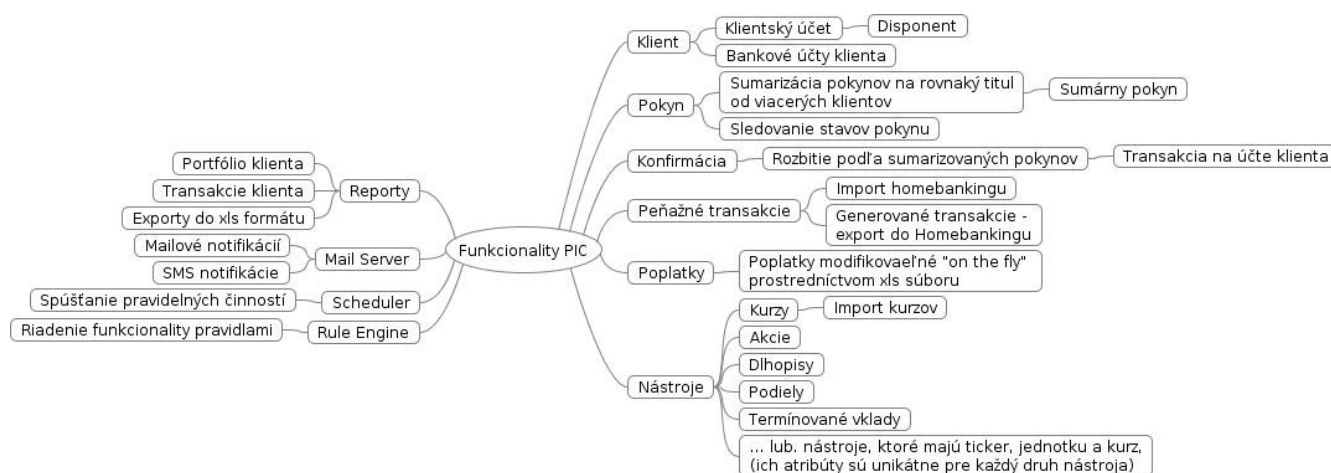 Funkcionality PIC
Klient
Klientský účet
Disponent
Bankové účty klienta
Pokyn
Sumarizácia pokynov na rovnaký titul
od viacerých klientov
Sumárny pokyn
Sledovanie stavov pokynu
Konfirmácia
Rozbitie podľa sumarizovaných pokynov
Transakcia na účte klienta
Peňažné transakcie
Import homebankingu
Generované transakcie -
export do Homebankingu
Poplatky
Poplatky modifikovaeľné "on the fly"
prostredníctvom xls súboru
Nástroje
Kurzy
Import kurzov
Akcie
Dlhopisy
Podiely
Termínované vklady
... lub. nástroje, ktoré majú ticker, jednotku a kurz,
(ich atribúty sú unikátne pre každý druh nástroja)
Reporty
Portfólio klienta
Transakcie klienta
Exporty do xls formátu
Mail Server
Mailové notifikácií
SMS notifikácie
Scheduler
Spúšťanie pravidelných činností
Rule Engine
Riadenie funkcionality pravidlami